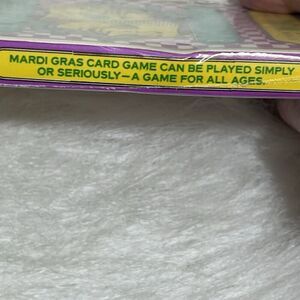 MARDI GRAS CARD GAME CAN BE PLAYED SIMPLY
OR SERIOUSLY—A GAME FOR ALL AGES.